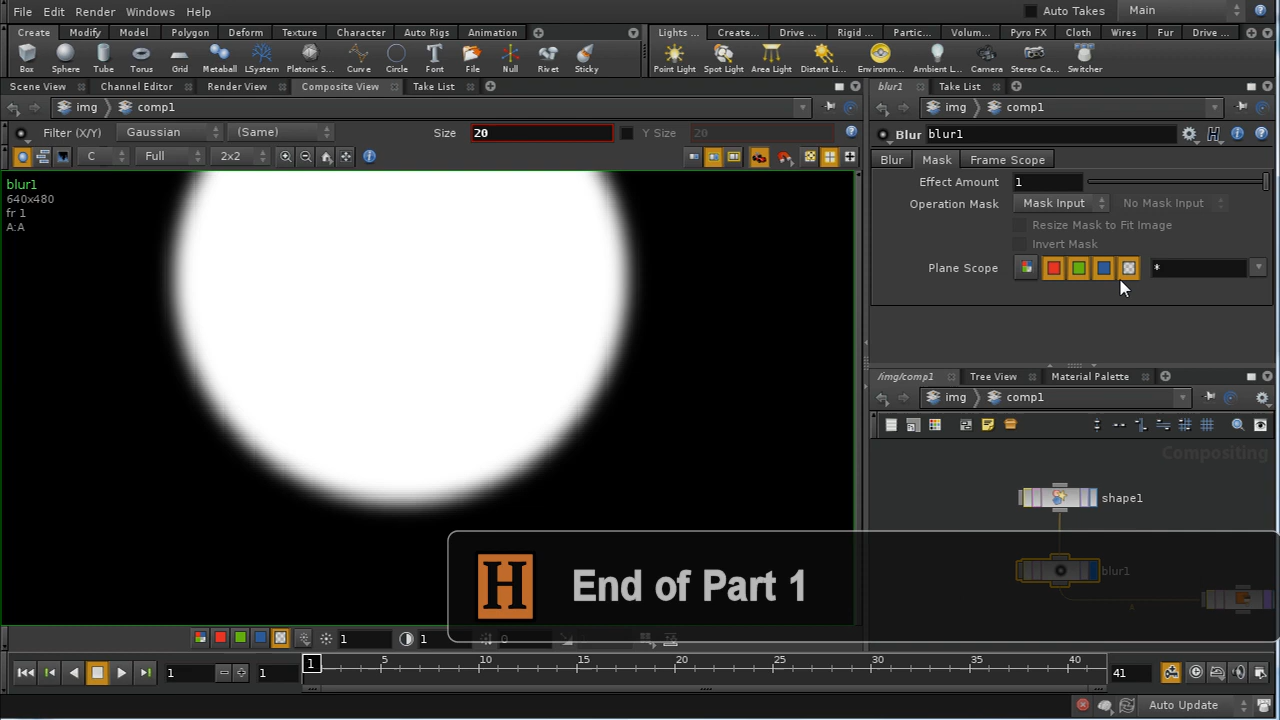 File Edit Render Windows Help Auto Takes Main
Create Modify Model Polygon Deform Texture Character Auto Rigs Animation Lights ... Create... Drive ... Rigid ... Partic... Volum... Pyro FX Cloth Wires Fur Drive ...
Box Sphere Tube Torus Grid Metaball LSystem Platonic S... Curve Circle Font File Null Rivet Sticky Point Light Spot Light Area Light Distant Li... Environm... Ambient L... Camera Stereo Ca... Switcher
Scene View Channel Editor Render View Composite View Take List blur1 Take List
img comp1 img comp1
Filter (X/Y) Gaussian (Same) Size 20 Y Size 20 Blur blur1
C Full 2x2 Blur Mask Frame Scope
blur1
640x480
fr 1
A:A
Effect Amount 1
Operation Mask Mask Input No Mask Input
Resize Mask to Fit Image
Invert Mask
Plane Scope *
/img/comp1 Tree View Material Palette
img comp1
Compositing
shape1
blur1
H End of Part 1
1 1 0
1 1 1 5 10 15 20 25 30 35 40 41
Auto Update